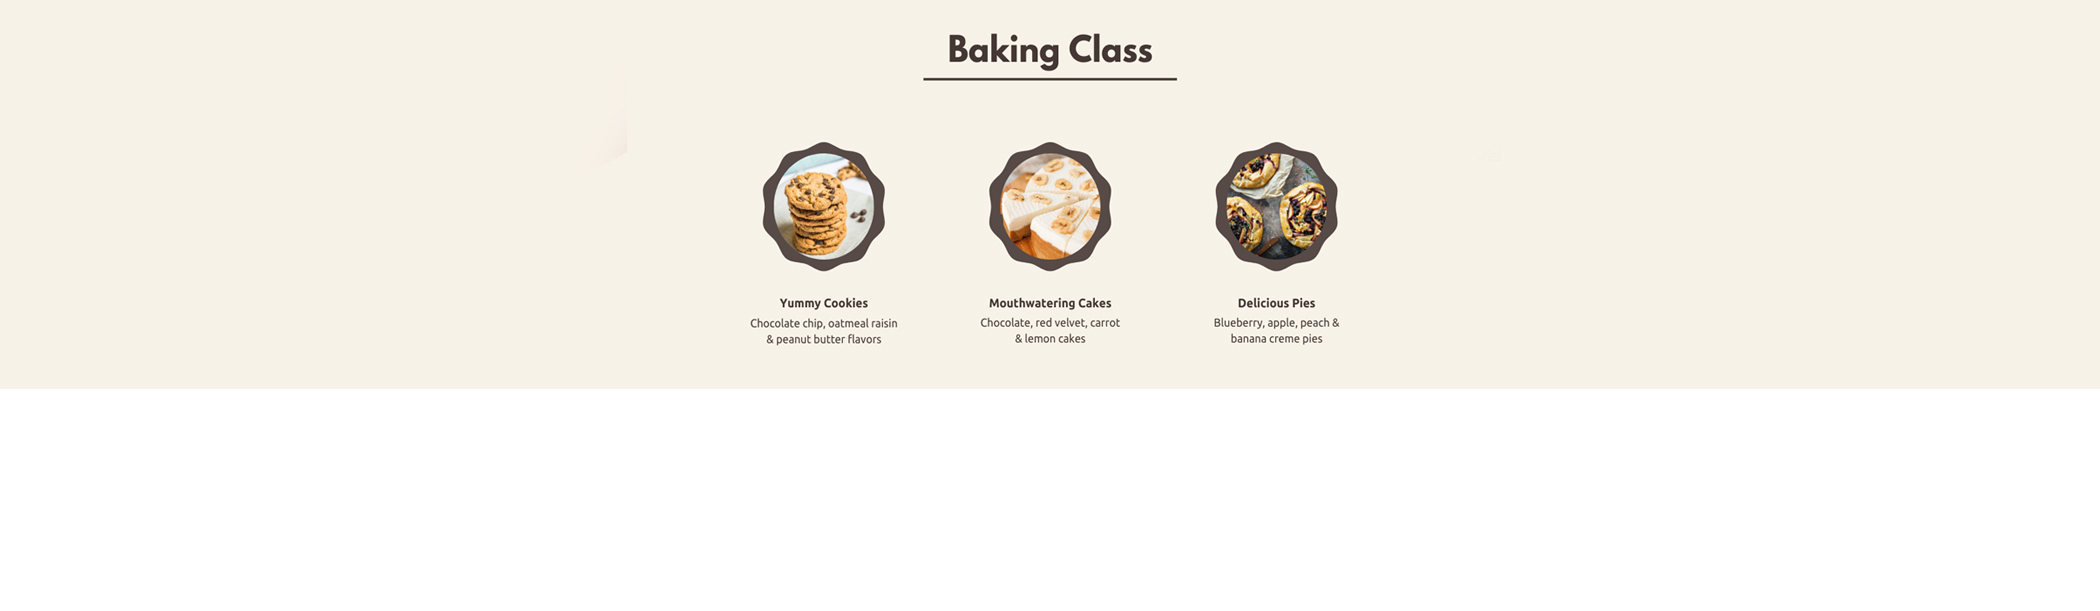 Baking Class
Yummy Cookies
Chocolate chip, oatmeal raisin
& peanut butter flavors
Mouthwatering Cakes
Chocolate, red velvet, carrot
& lemon cakes
Delicious Pies
Blueberry, apple, peach &
banana creme pies